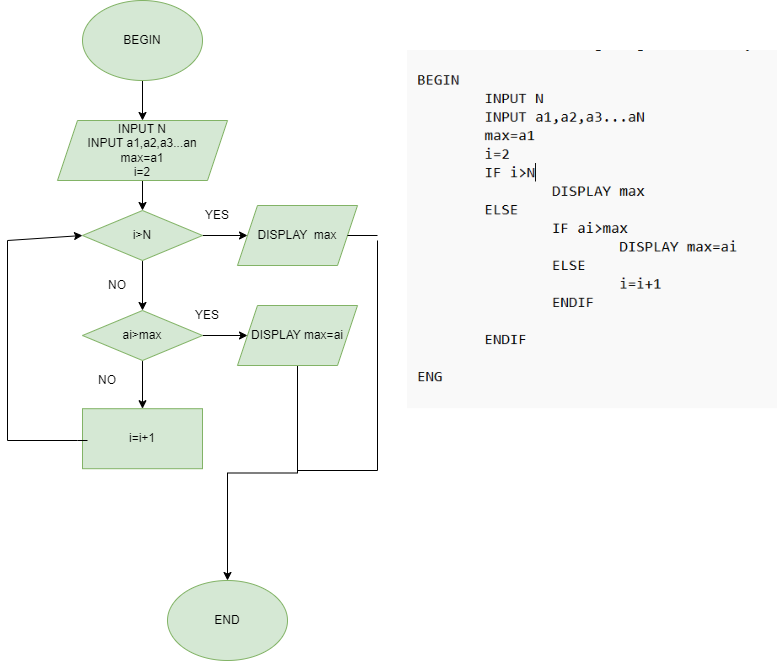 BEGIN
INPUT N
INPUT a1,a2,a3...an
max=a1
i=2
i>N
YES
DISPLAY max
NO
ai>max
YES
DISPLAY max=ai
NO
i=i+1
END
BEGIN
INPUT N
INPUT a1,a2,a3...aN
max=a1
i=2
IF i>N
DISPLAY max
ELSE
IF ai>max
DISPLAY max=ai
ELSE
i=i+1
ENDIF
ENDIF
ENG